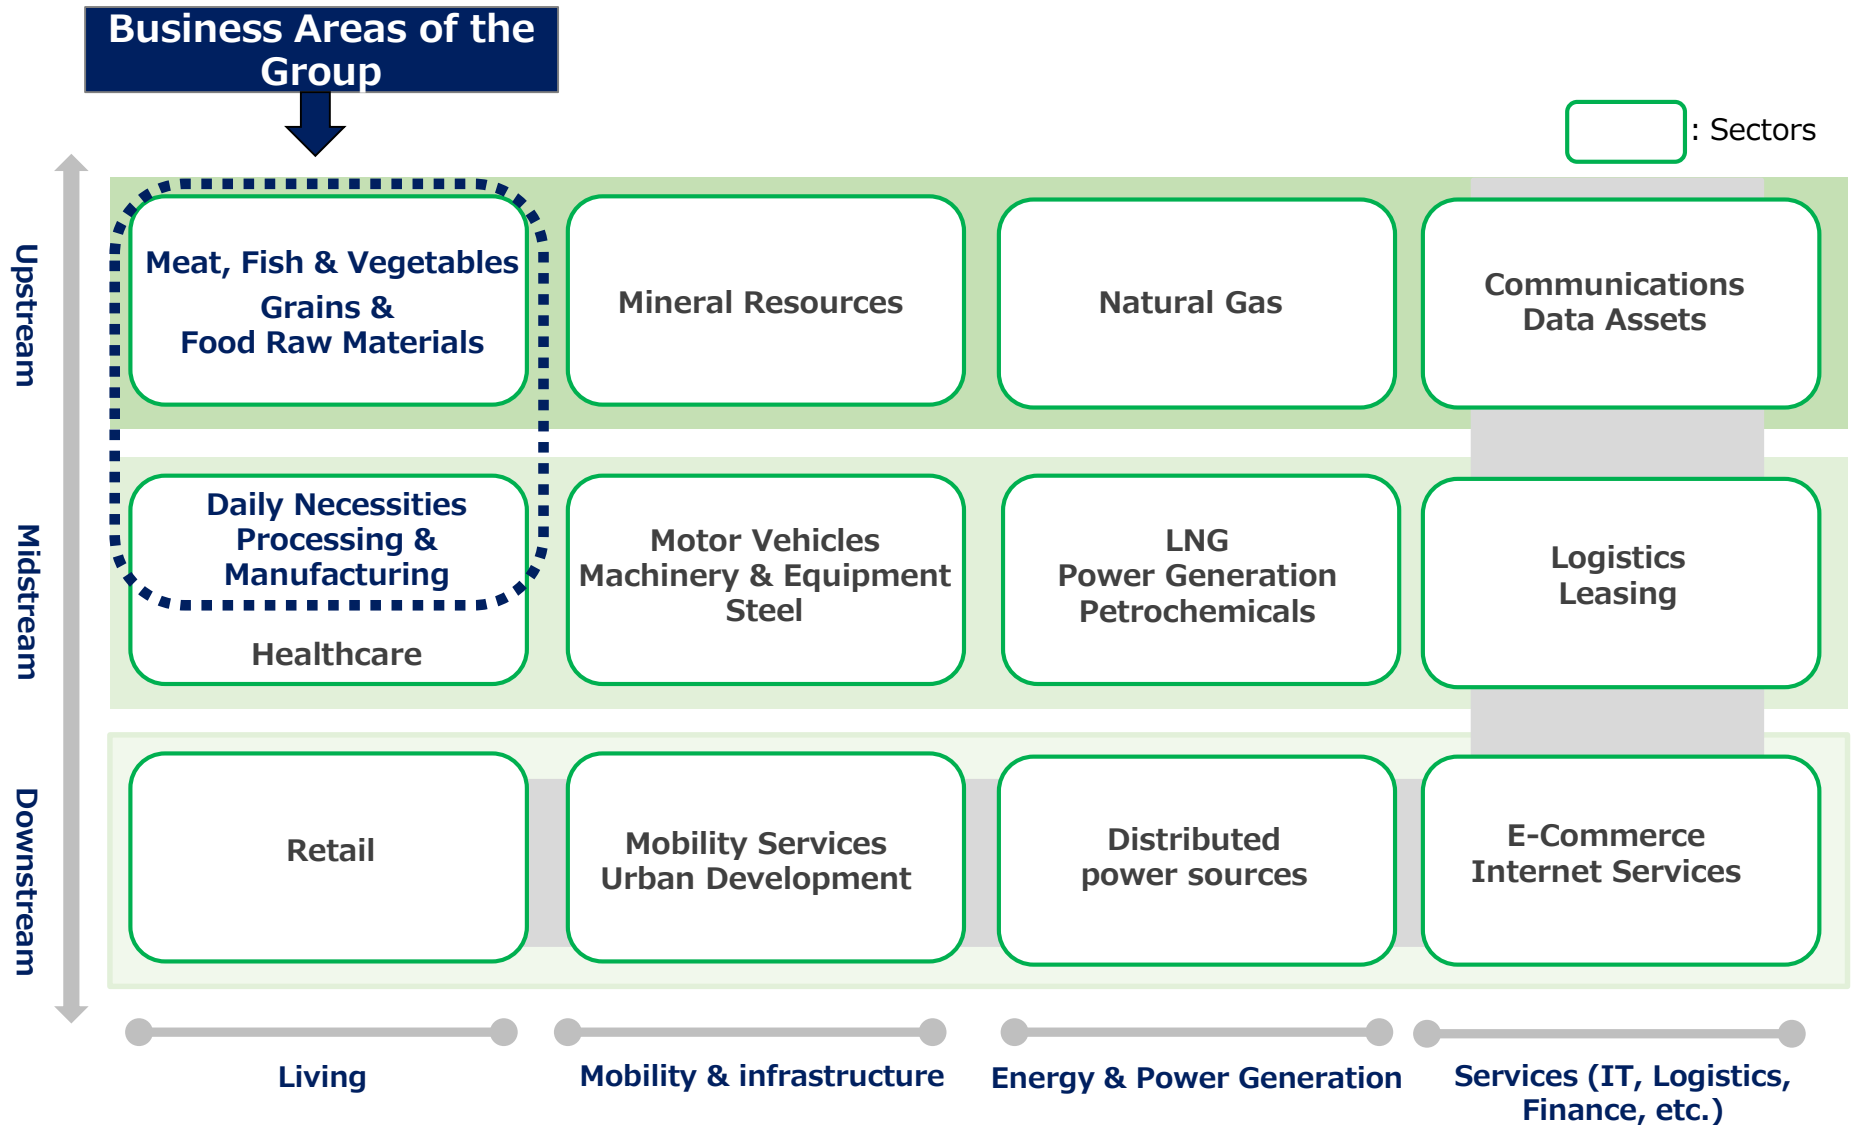 Business Areas of the
Group
: Sectors
Upstream
Meat, Fish & Vegetables
Grains &
Food Raw Materials
Mineral Resources
Natural Gas
Communications
Data Assets
Midstream
Daily Necessities
Processing &
Manufacturing
Healthcare
Motor Vehicles
Machinery & Equipment
Steel
LNG
Power Generation
Petrochemicals
Logistics
Leasing
Downstream
Retail
Mobility Services
Urban Development
Distributed
power sources
E-Commerce
Internet Services
Living
Mobility & infrastructure
Energy & Power Generation
Services (IT, Logistics,
Finance, etc.)